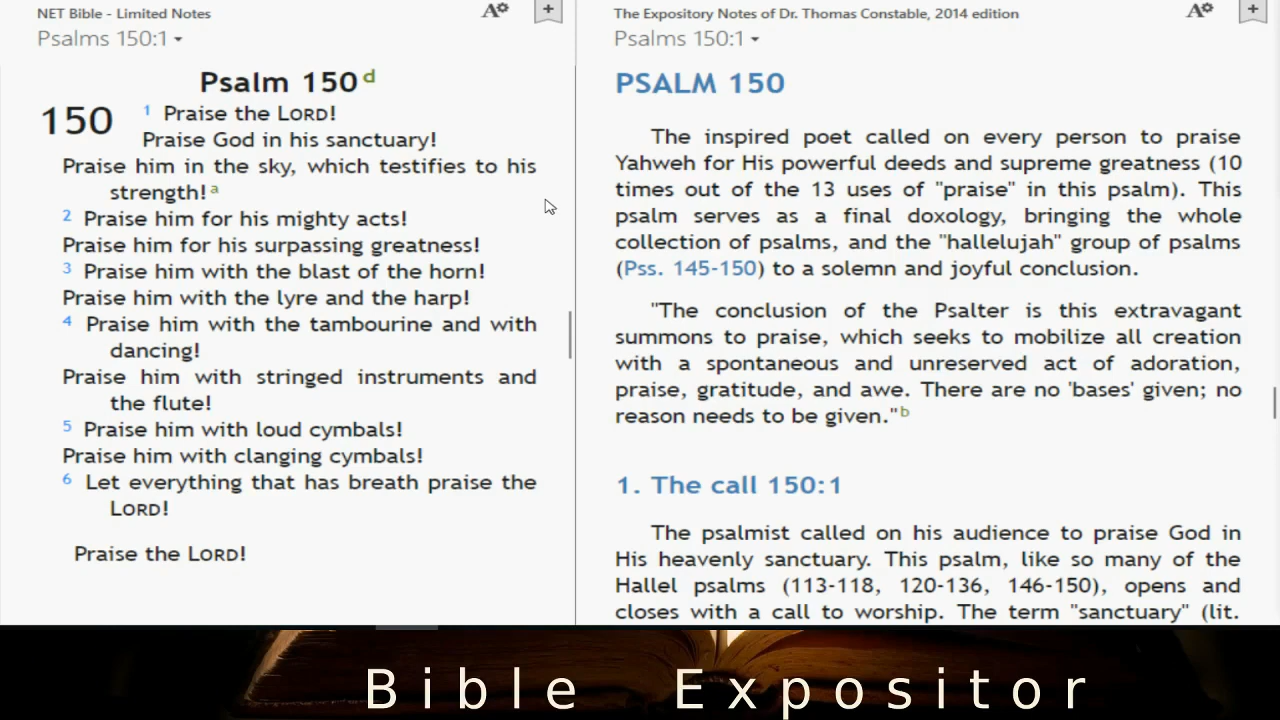 NET Bible - Limited Notes
Psalms 150:1
Psalm 150 d
150
1 Praise the LORD!
Praise God in his sanctuary!
Praise him in the sky, which testifies to his
strength! a
2 Praise him for his mighty acts!
Praise him for his surpassing greatness!
3 Praise him with the blast of the horn!
Praise him with the lyre and the harp!
4 Praise him with the tambourine and with
dancing!
Praise him with stringed instruments and
the flute!
5 Praise him with loud cymbals!
Praise him with clanging cymbals!
6 Let everything that has breath praise the
LORD!
Praise the LORD!
The Expository Notes of Dr. Thomas Constable, 2014 edition
Psalms 150:1
PSALM 150
The inspired poet called on every person to praise
Yahweh for His powerful deeds and supreme greatness (10
times out of the 13 uses of "praise" in this psalm). This
psalm serves as a final doxology, bringing the whole
collection of psalms, and the "hallelujah" group of psalms
(Pss. 145-150) to a solemn and joyful conclusion.
"The conclusion of the Psalter is this extravagant
summons to praise, which seeks to mobilize all creation
with a spontaneous and unreserved act of adoration,
praise, gratitude, and awe. There are no 'bases' given; no
reason needs to be given." b
1. The call 150:1
The psalmist called on his audience to praise God in
His heavenly sanctuary. This psalm, like so many of the
Hallel psalms (113-118, 120-136, 146-150), opens and
closes with a call to worship. The term "sanctuary" (lit.
Bible Expositor